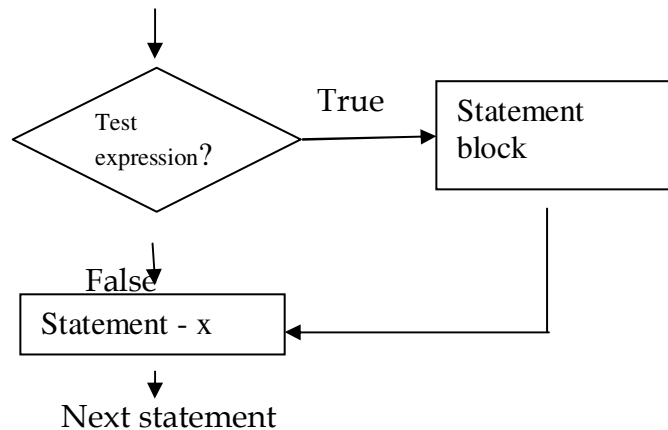 True
Statement
block
Test
expression?
False
Statement - x
Next statement